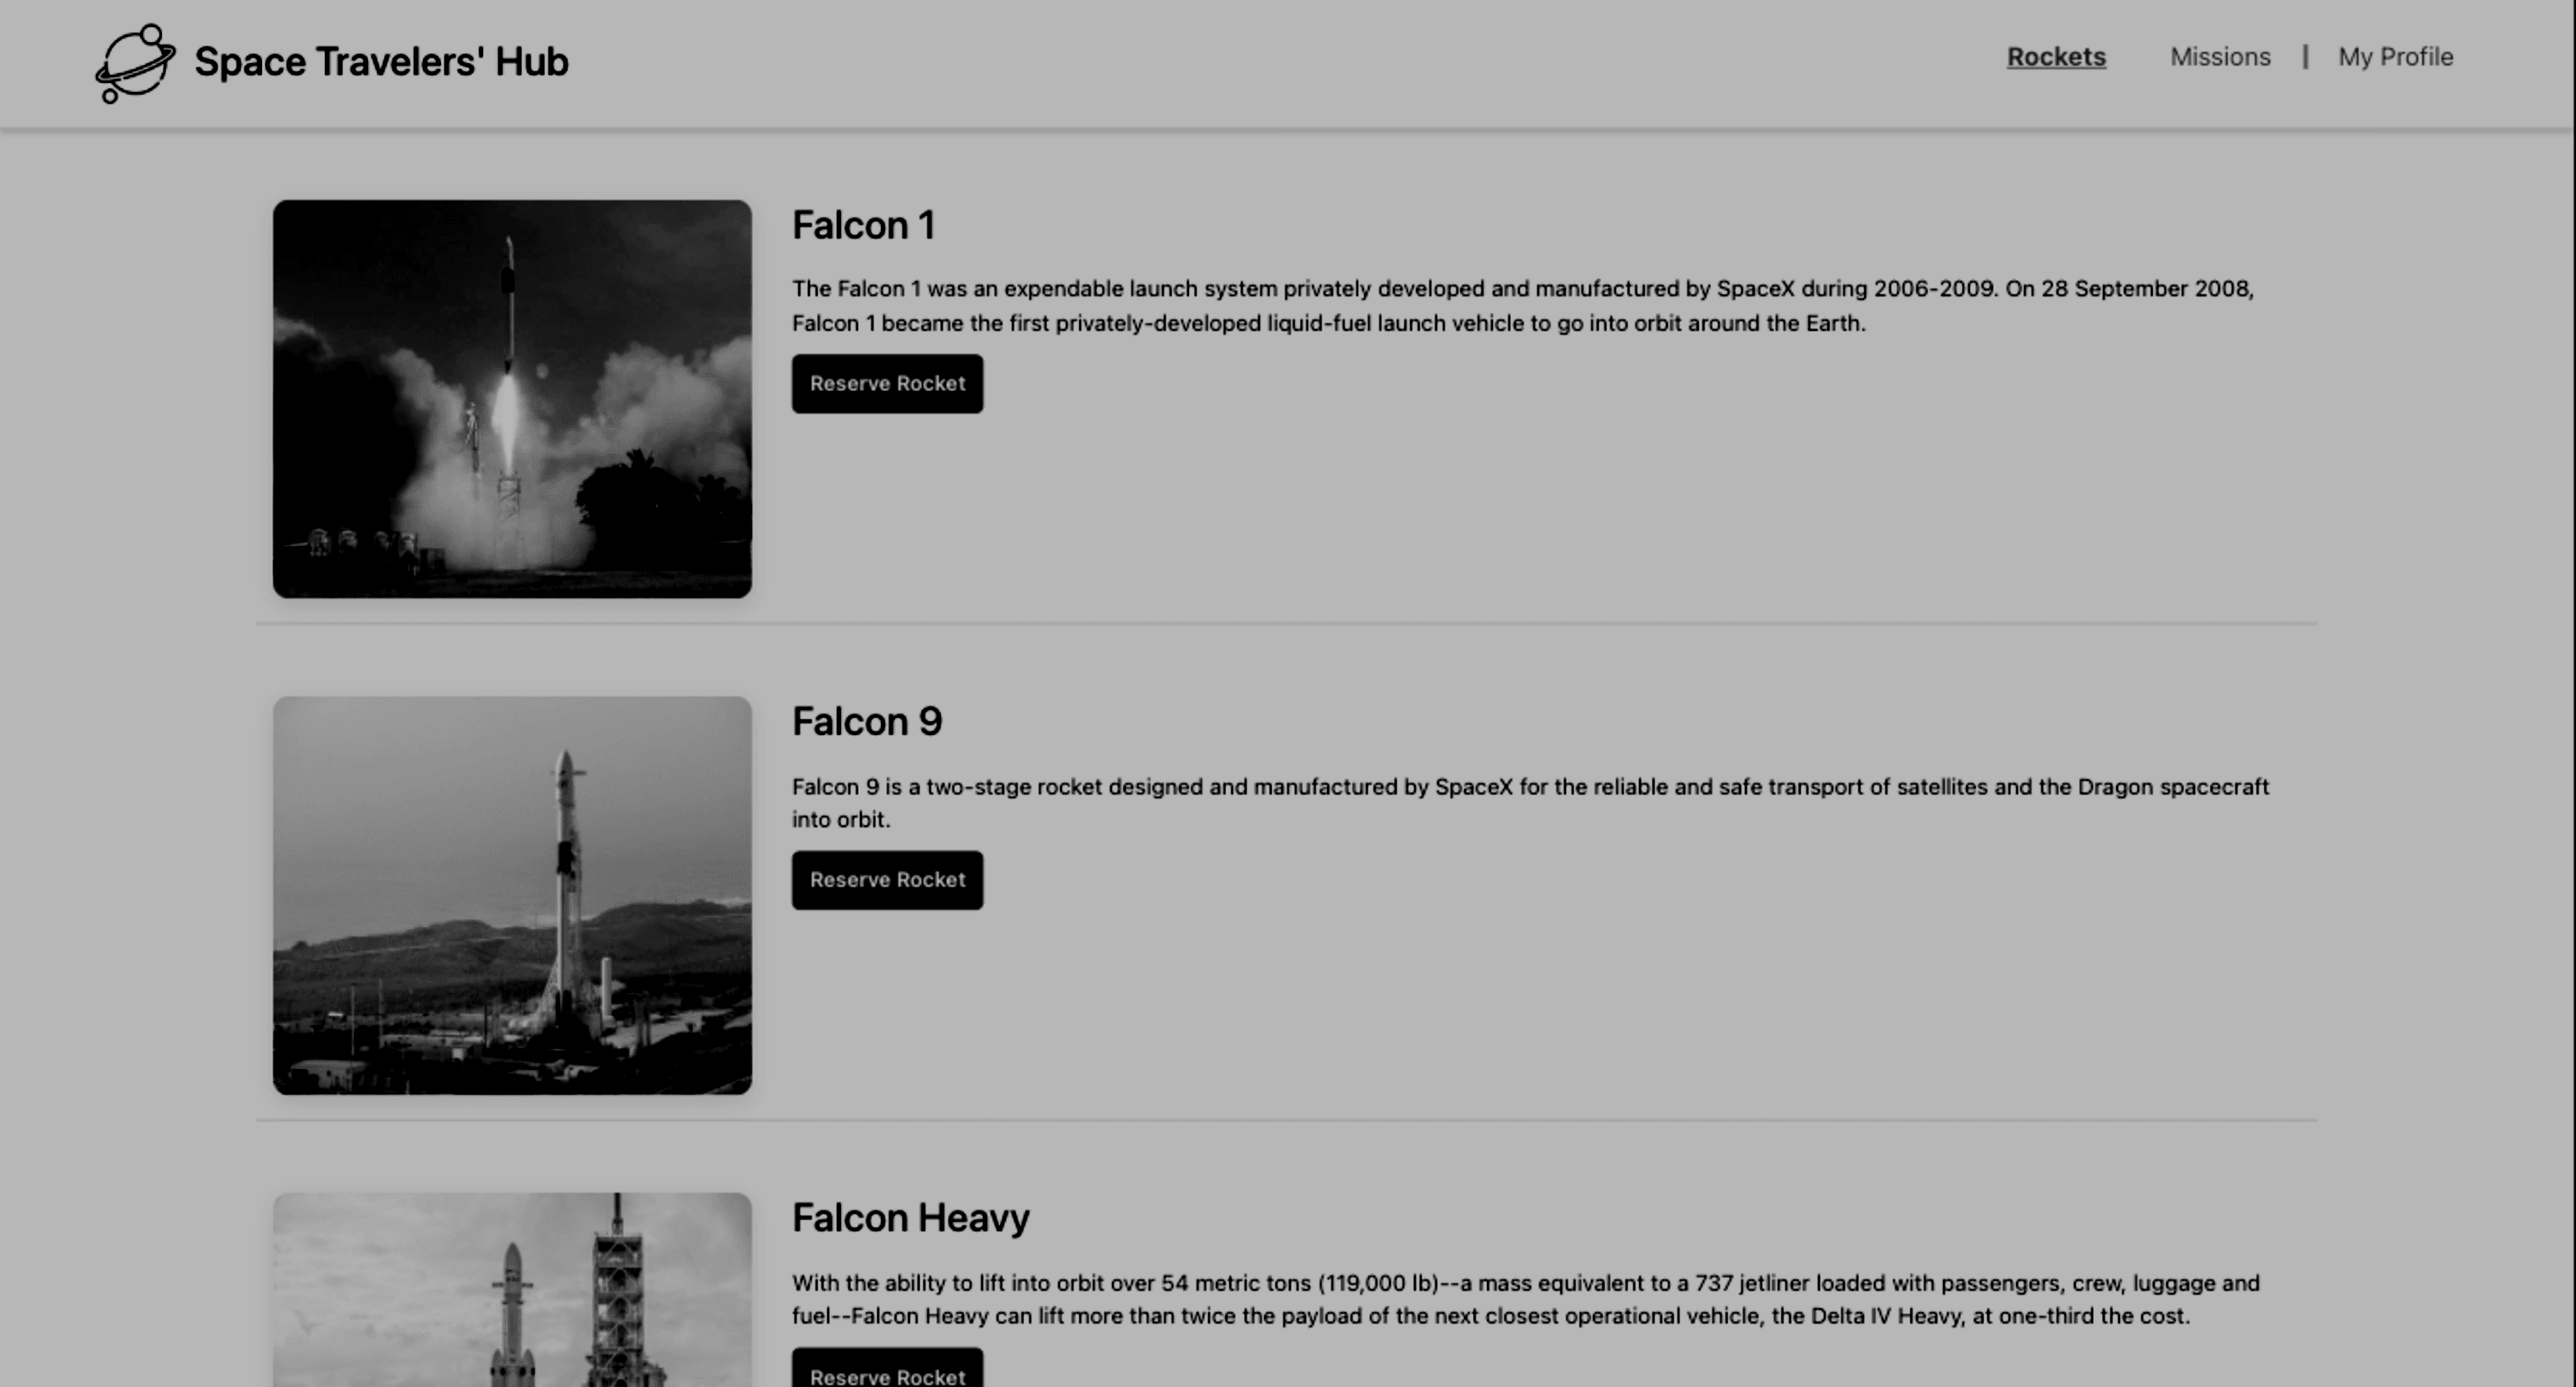 Space Travelers' Hub
Rockets
Missions
|
My Profile
Falcon 1
The Falcon 1 was an expendable launch system privately developed and manufactured by SpaceX during 2006-2009. On 28 September 2008,
Falcon 1 became the first privately-developed liquid-fuel launch vehicle to go into orbit around the Earth.
Reserve Rocket
Falcon 9
Falcon 9 is a two-stage rocket designed and manufactured by SpaceX for the reliable and safe transport of satellites and the Dragon spacecraft
into orbit.
Reserve Rocket
Falcon Heavy
With the ability to lift into orbit over 54 metric tons (119,000 lb)--a mass equivalent to a 737 jetliner loaded with passengers, crew, luggage and
fuel--Falcon Heavy can lift more than twice the payload of the next closest operational vehicle, the Delta IV Heavy, at one-third the cost.
Reserve Rocket